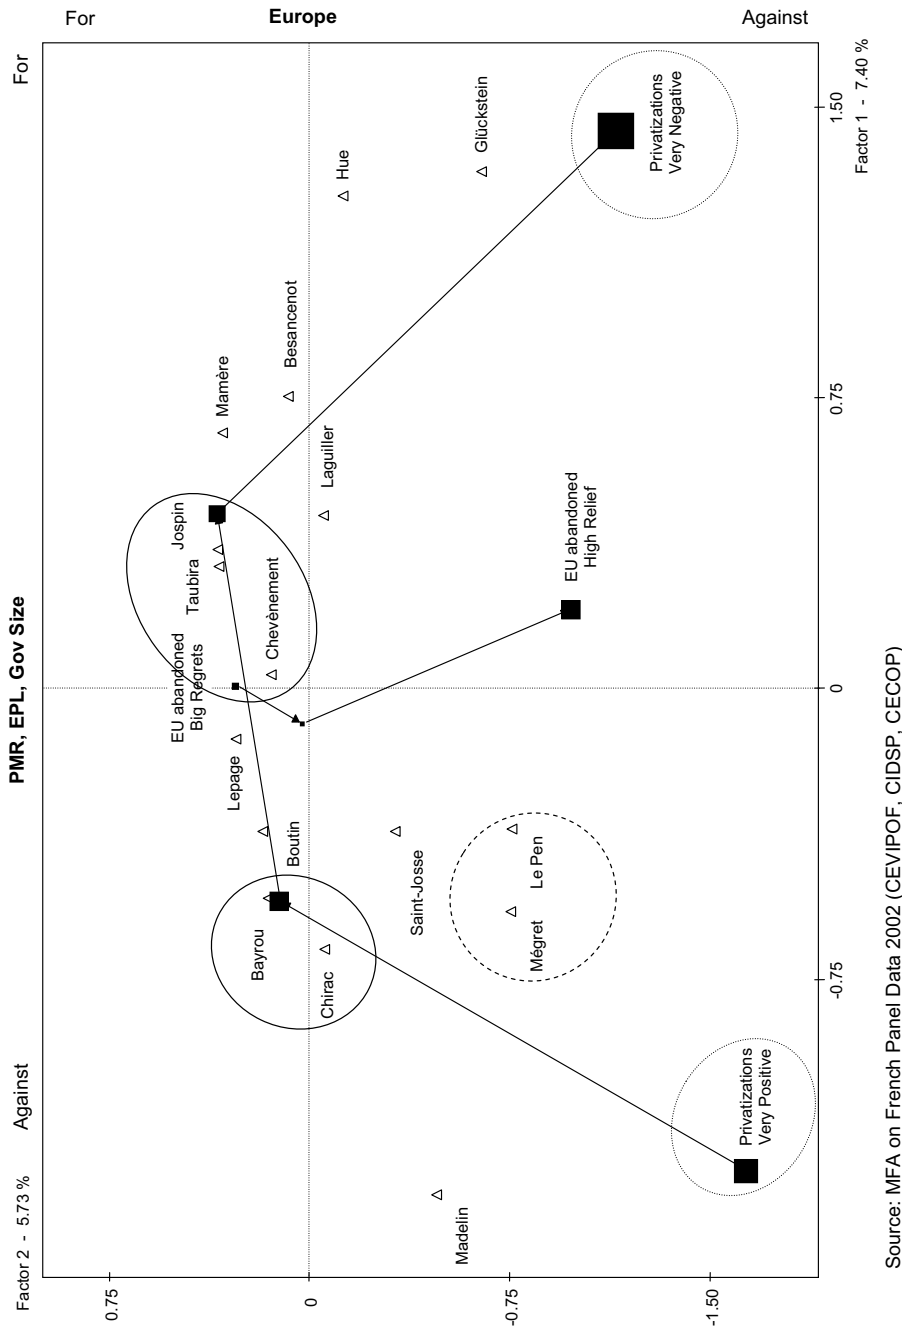 PMR, EPL, Gov Size
Factor 2 - 5.73 %
Against
For
For
Europe
Against
0.75
0
-0.75
-1.50
-0.75
0
0.75
1.50
Factor 1 - 7.40 %
EU abandoned
Big Regrets
Taubira
Jospin
Mamère
Besancenot
Hue
Glückstein
Privatizations
Very Negative
Lepage
Chevènement
Laguiller
Boutin
Bayrou
Chirac
Saint-Josse
Mégret
Le Pen
EU abandoned
High Relief
Madelin
Privatizations
Very Positive
Source: MFA on French Panel Data 2002 (CEVIPOF, CIDSP, CECOP)